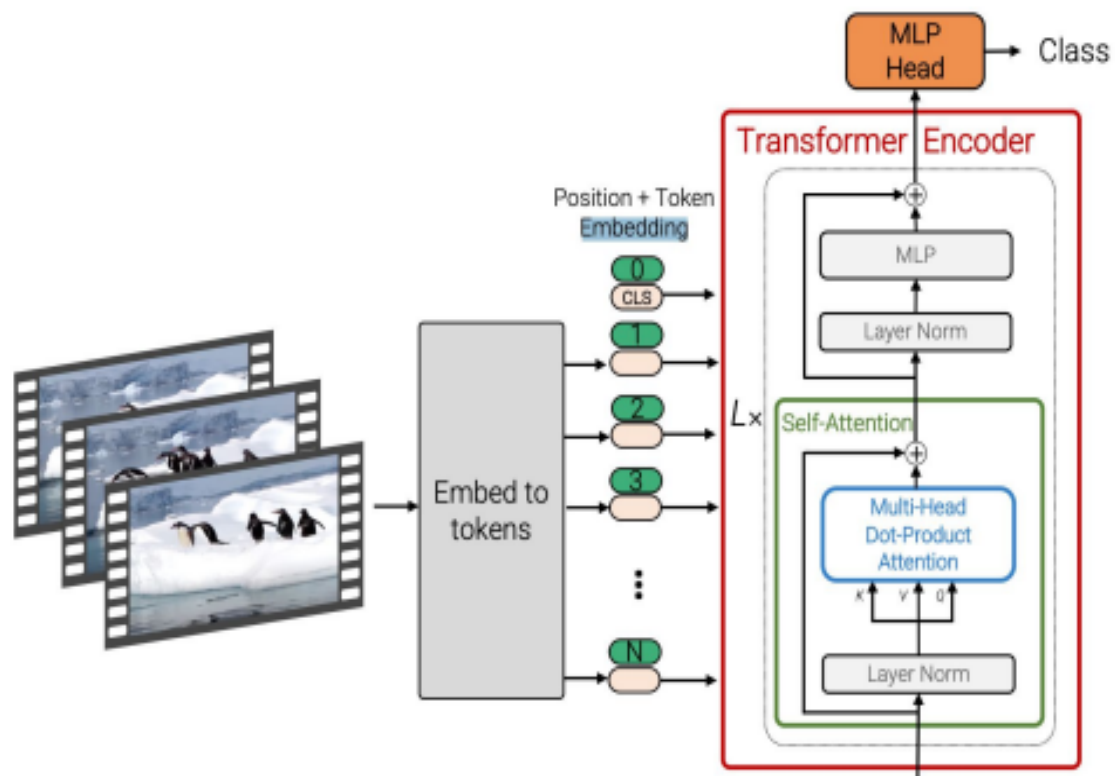 MLP
Head
Class
Transformer Encoder
Position + Token
Embedding
0
CLS
1
2
3
N
Embed to
tokens
L×
MLP
Layer Norm
Self-Attention
Multi-Head
Dot-Product
Attention
K V Q
Layer Norm